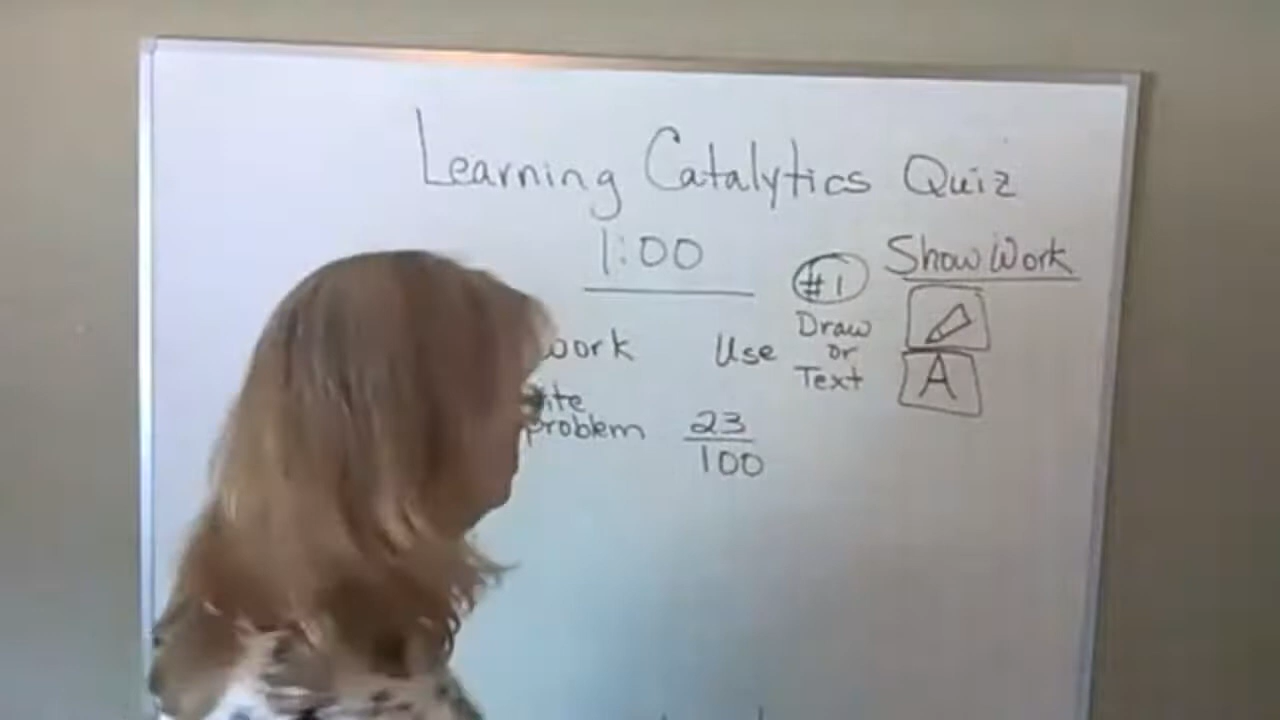 Learning Catalytics Quiz
1:00
#1 Show Work
work Use Draw or Text
A
problem 23
100